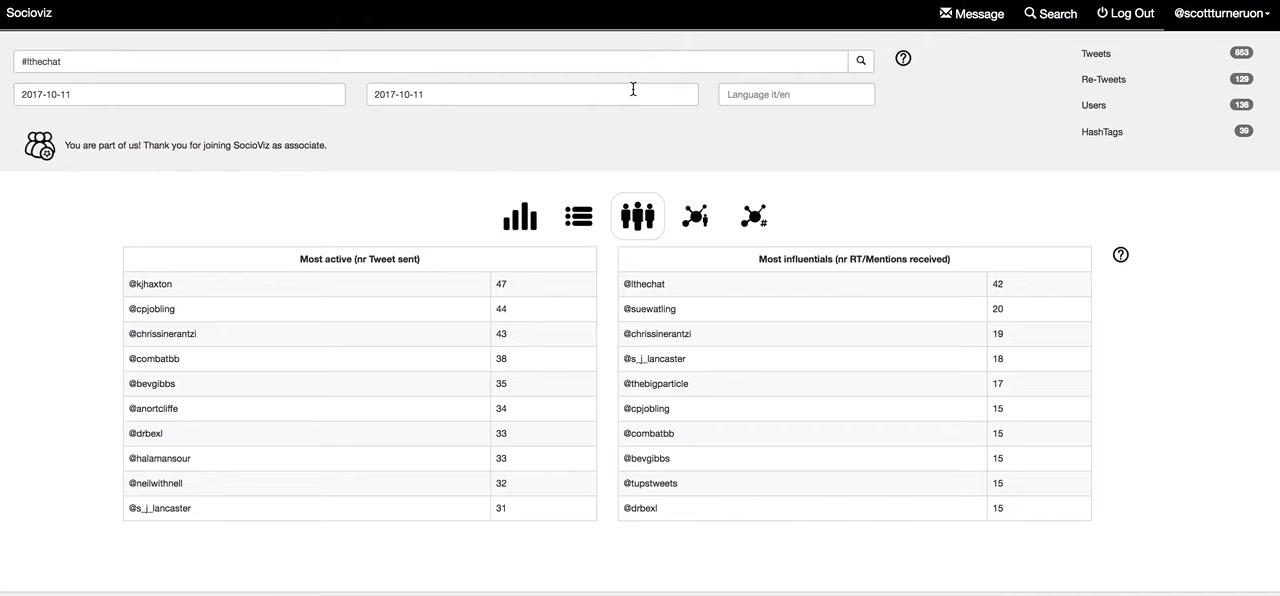 Socioviz
Message Search Log Out @scottturneruon
#lthechat
2017-10-11 2017-10-11 Language it/en
You are part of us! Thank you for joining SocioViz as associate.
Tweets 853
Re-Tweets 129
Users 136
HashTags 39
#
Most active (nr Tweet sent)
@kjhaxton 47
@cpjobling 44
@chrissinerantzi 43
@combatbb 38
@bevgibbs 35
@anortcliffe 34
@drbexl 33
@halamansour 33
@neilwithnell 32
@s_j_lancaster 31
Most influentials (nr RT/Mentions received)
@lthechat 42
@suewatling 20
@chrissinerantzi 19
@s_j_lancaster 18
@thebigparticle 17
@cpjobling 15
@combatbb 15
@bevgibbs 15
@tupstweets 15
@drbexl 15